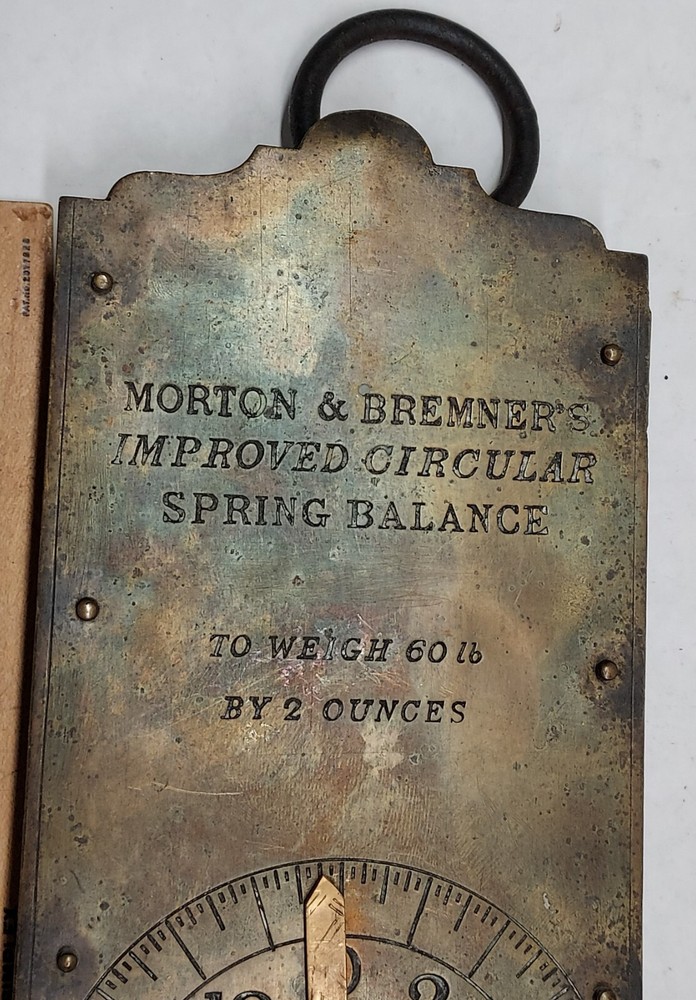 MORTON & BREMNER'S
IMPROVED CIRCULAR
SPRING BALANCE
TO WEIGH 60 lb
BY 2 OUNCES